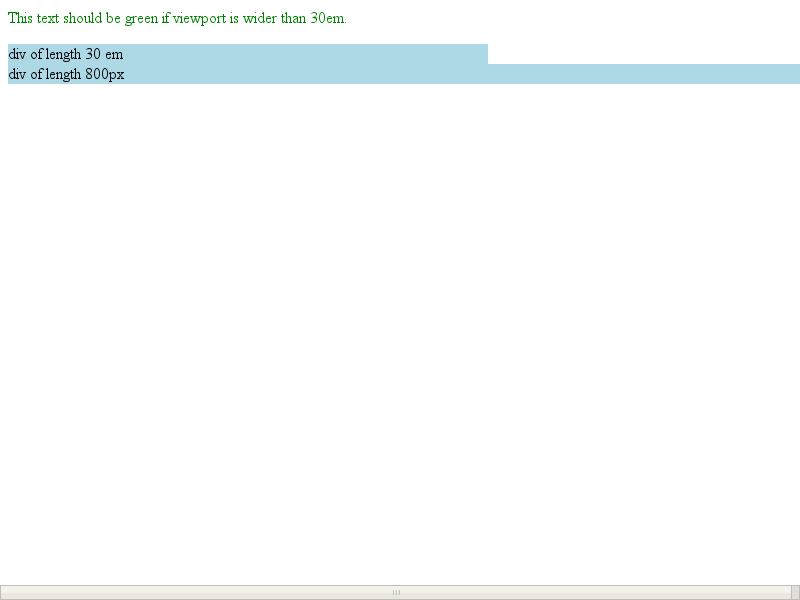 This text should be green if viewport is wider than 30em.
div of length 30 em
div of length 800px